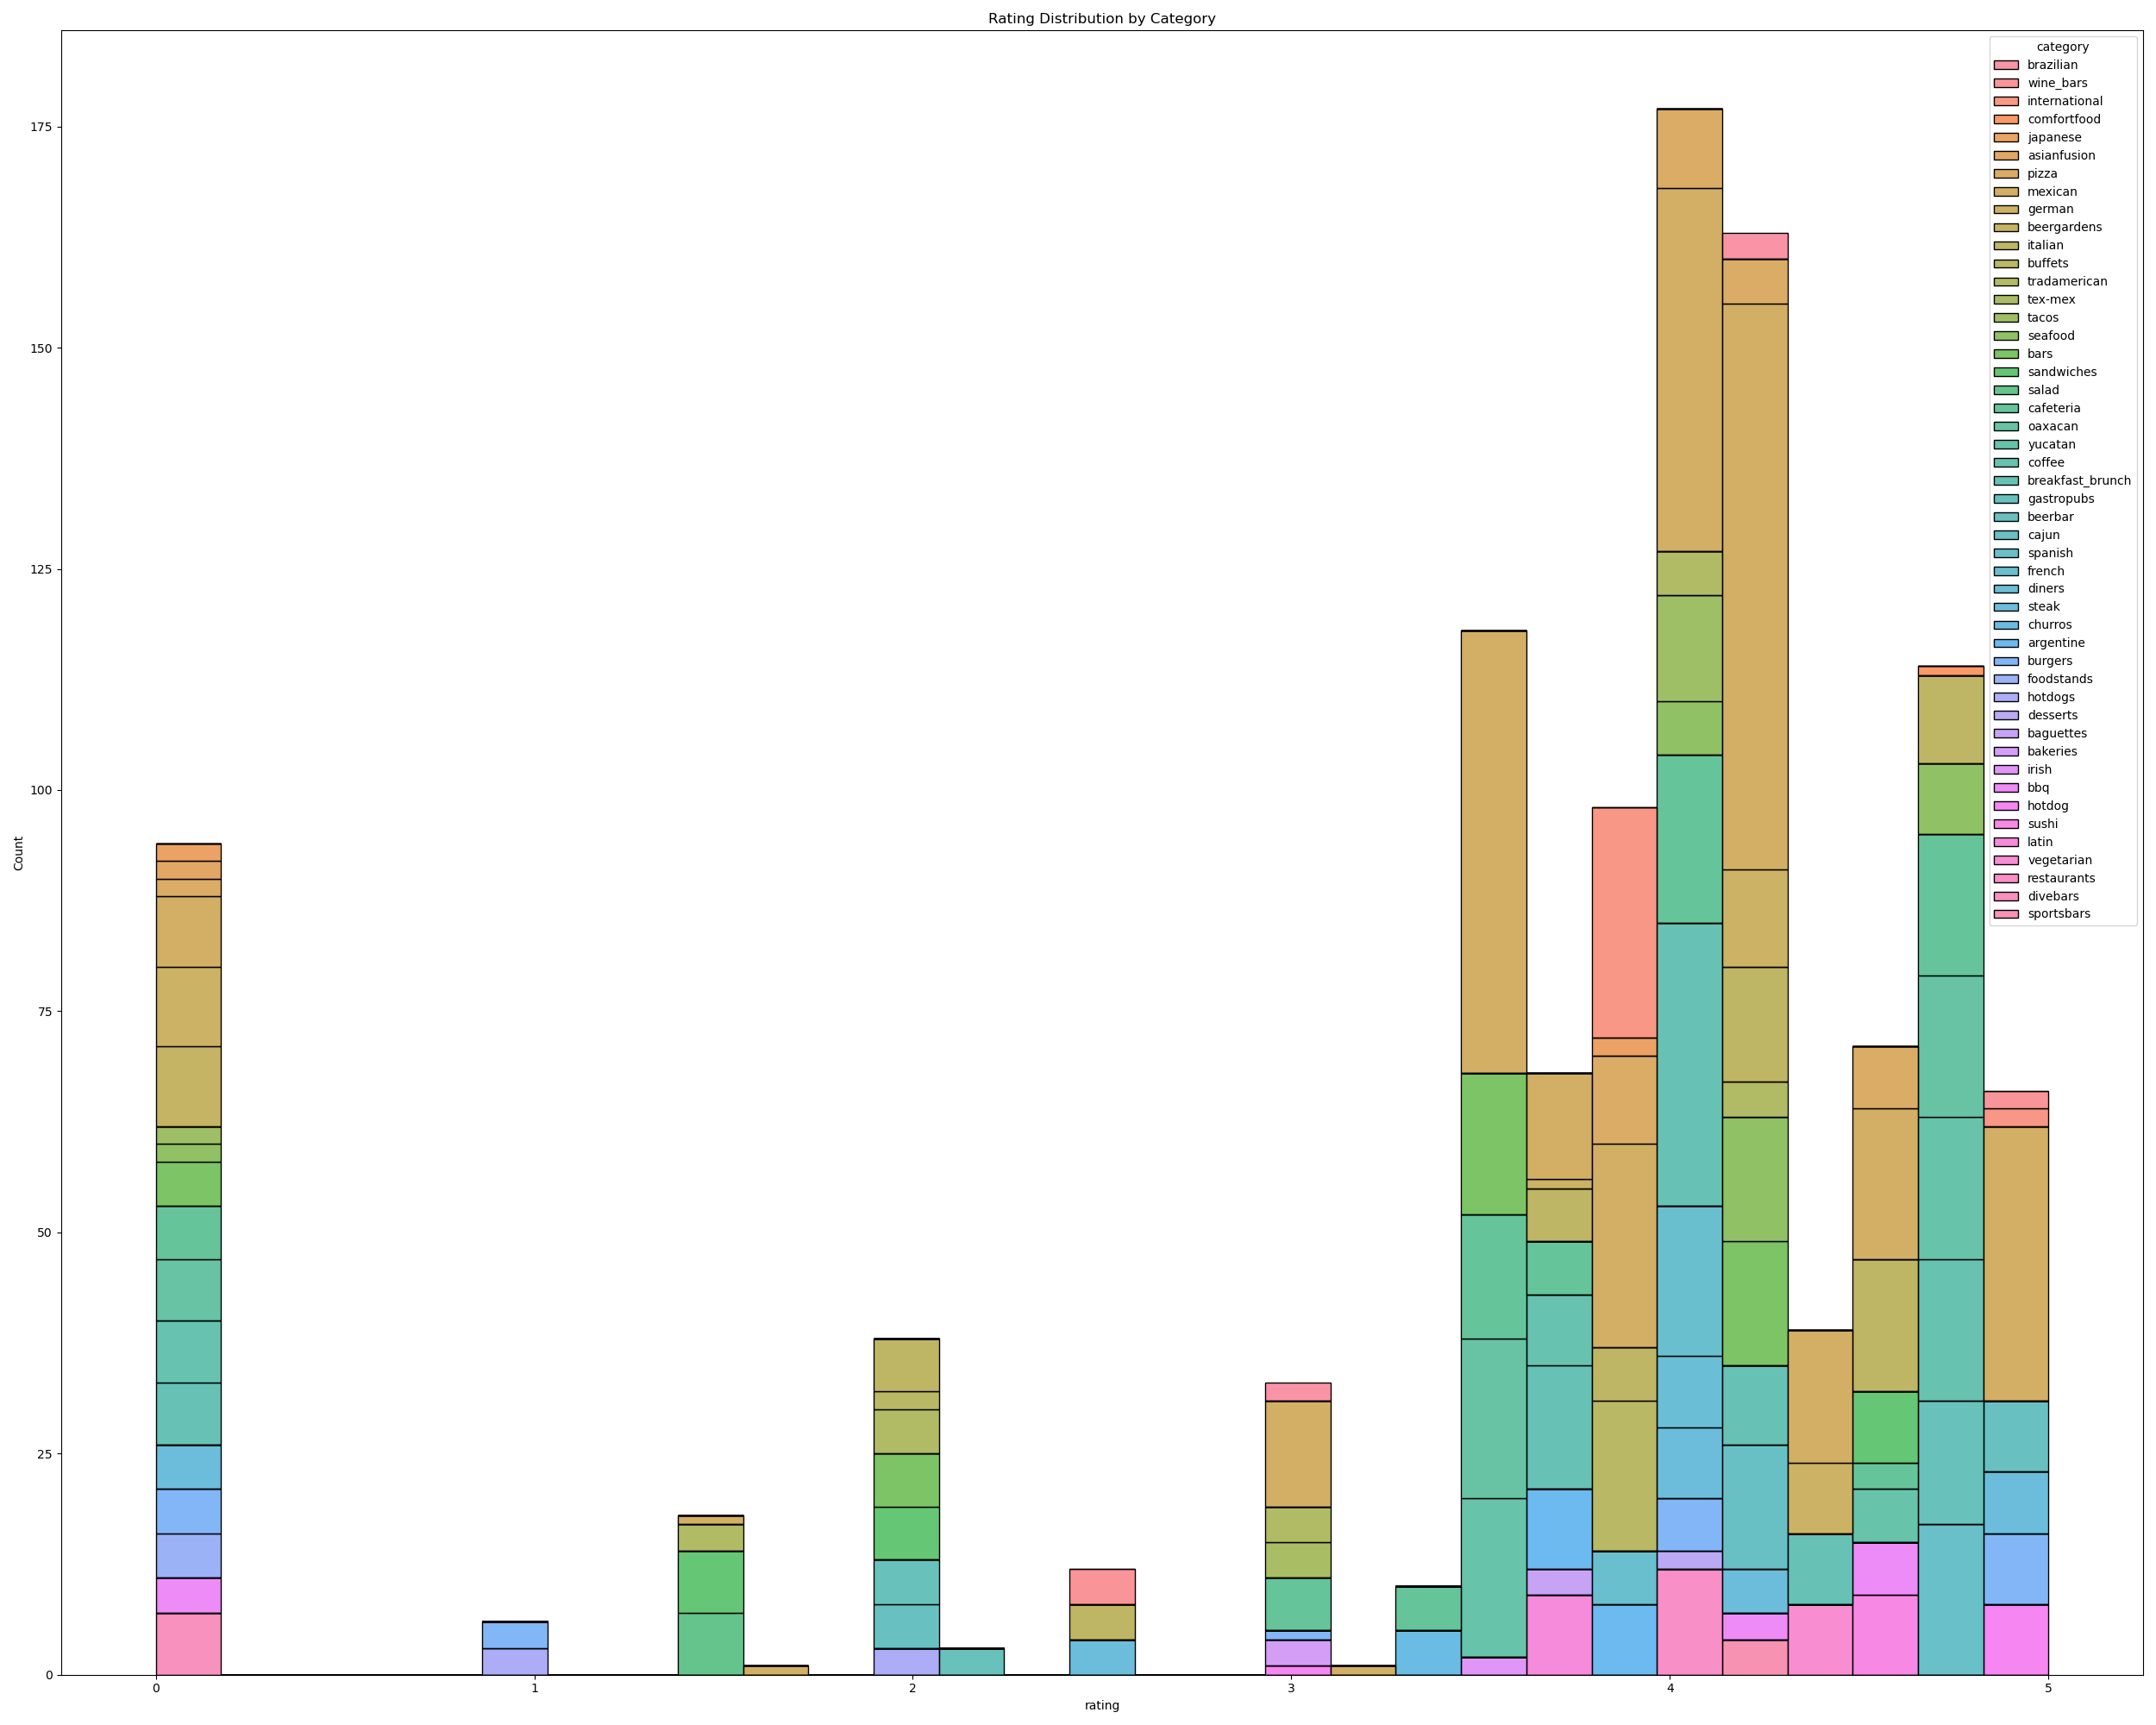 Rating Distribution by Category
175
150
125
100
75
50
25
0
Count
0 1 2 3 4 5
rating
category
brazilian
wine_bars
international
comfortfood
japanese
asianfusion
pizza
mexican
german
beergardens
italian
buffets
tradamerican
tex-mex
tacos
seafood
bars
sandwiches
salad
cafeteria
oaxacan
yucatan
coffee
breakfast_brunch
gastropubs
beerbar
cajun
spanish
french
diners
steak
churros
argentine
burgers
foodstands
hotdogs
desserts
baguettes
bakeries
irish
bbq
hotdog
sushi
latin
vegetarian
restaurants
divebars
sportsbars